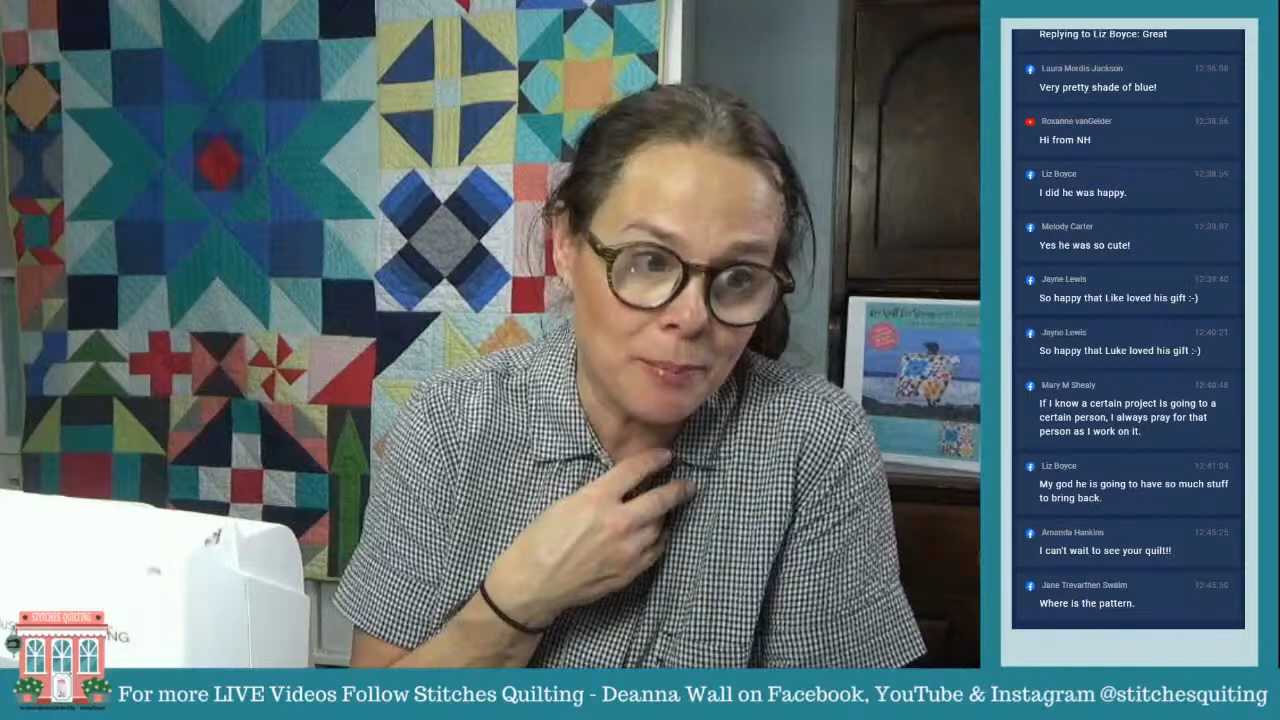 Replying to Liz Boyce: Great
Laura Mordis Jackson 12:36:08
Very pretty shade of blue!
Roxanne vanGelder 12:38:56
Hi from NH
Liz Boyce 12:38:59
I did he was happy.
Melody Carter 12:39:07
Yes he was so cute!
Jayne Lewis 12:39:40
So happy that Like loved his gift :-)
Jayne Lewis 12:40:21
So happy that Luke loved his gift :-)
Mary M Shealy 12:40:48
If I know a certain project is going to a
certain person, I always pray for that
person as I work on it.
Liz Boyce 12:41:04
My god he is going to have so much stuff
to bring back.
Amanda Hankins 12:45:25
I can't wait to see your quilt!!
Jane Trevarthen Swaim 12:45:50
Where is the pattern.
STITCHES QUILTING
NG
For more LIVE Videos Follow Stitches Quilting - Deanna Wall on Facebook, YouTube & Instagram @stitchesquiting